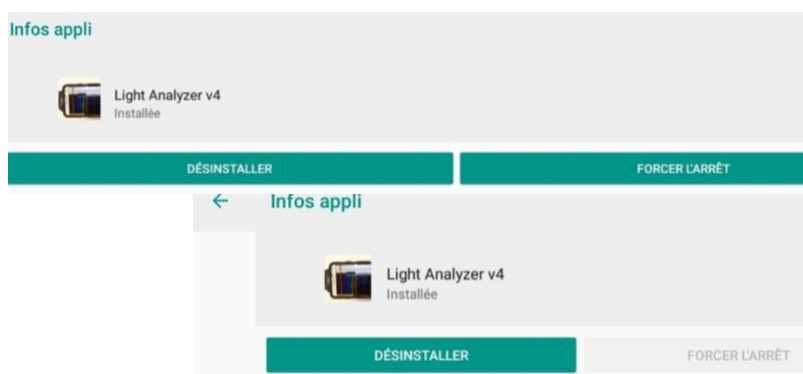 Infos appli
Light Analyzer v4
Installée
DÉSINSTALLER
FORCER L'ARRÊT
Infos appli
Light Analyzer v4
Installée
DÉSINSTALLER
FORCER L'ARRÊT